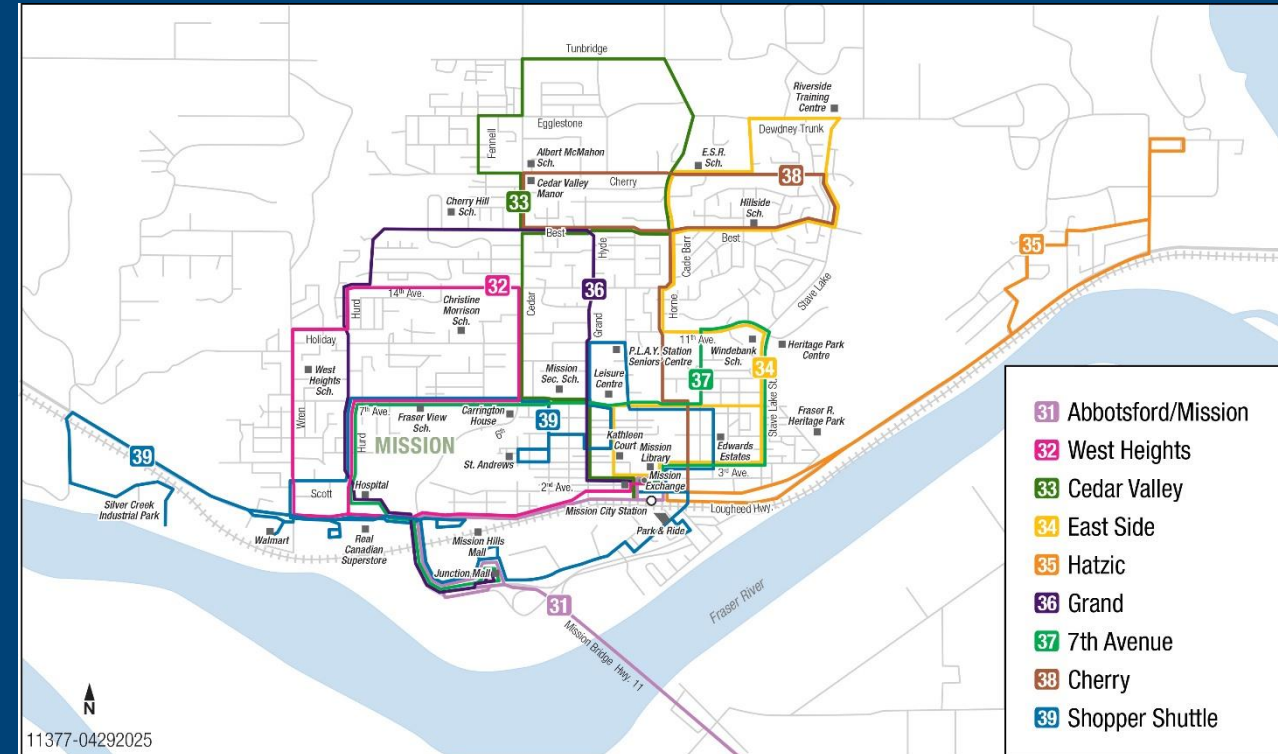 Tunbridge
Riverside
Training
Centre
Egglestone
Dewdney Trunk
Fennell
Albert McMahon
Sch.
E.S.R.
Sch.
Cedar Valley
Manor
Cherry
38
33
Cherry Hill
Sch.
Hillside
Sch.
Best
Hyde
Cade Barr
Best
35
32
36
14th Ave.
Hurd
Christine
Morrison
Sch.
Cedar
Grand
Horne
Stave Lake
Holiday
11th Ave.
P.L.A.Y. Station
Seniors Centre
Windebank
Sch.
Heritage Park
Centre
West
Heights
Sch.
Mission
Sec. Sch.
Leisure
Centre
37
34
Stave Lake St.
Wren
7th Ave.
Hurd
Fraser View
Sch.
Carrington
House
6th
39
Fraser R.
Heritage Park
MISSION
Kathleen
Court
Mission
Library
Edwards
Estates
39
St. Andrews
Mission
Exchange
3rd Ave.
Scott
Hospital
2nd Ave.
Silver Creek
Industrial Park
Mission City Station
Lougheed Hwy.
Walmart
Real
Canadian
Superstore
Mission Hills
Mall
Park & Ride
Junction Mall
31
Mission Bridge Hwy. 11
Fraser River
N
11377-04292025
31 Abbotsford/Mission
32 West Heights
33 Cedar Valley
34 East Side
35 Hatzic
36 Grand
37 7th Avenue
38 Cherry
39 Shopper Shuttle